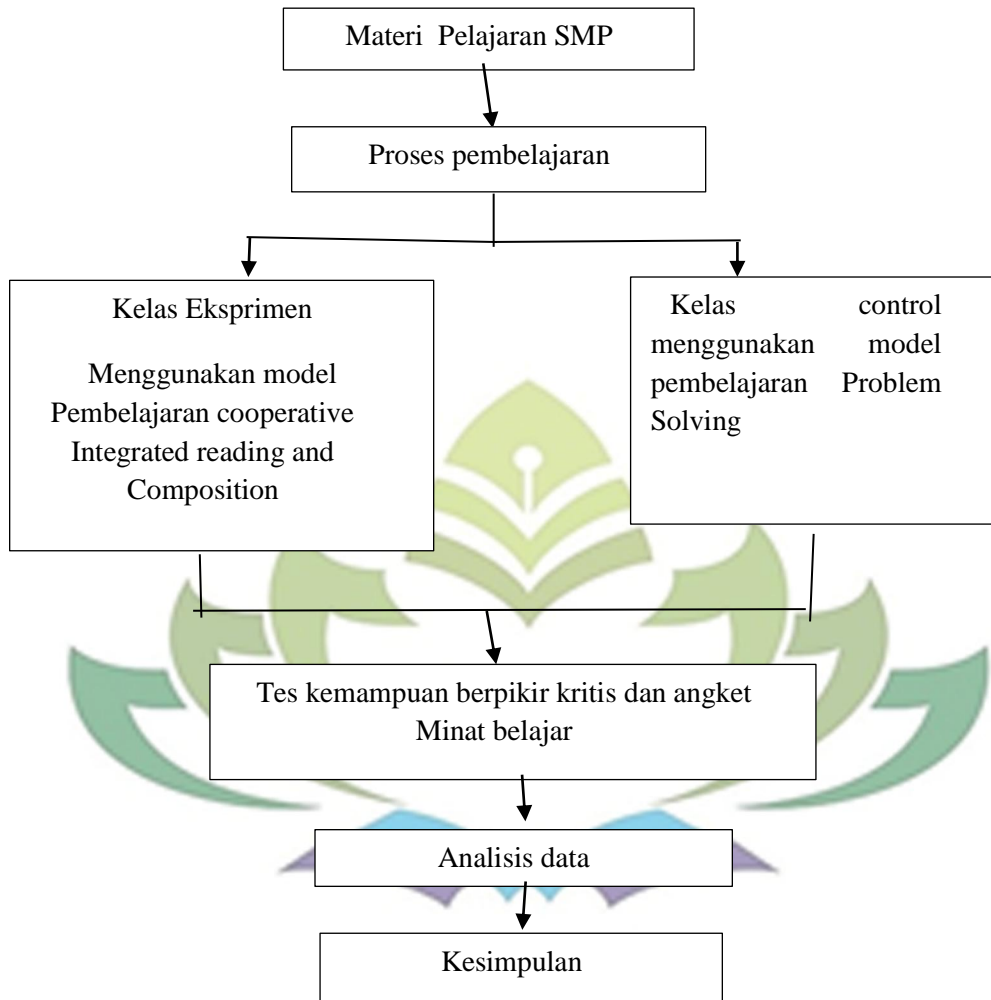 Materi Pelajaran SMP
Proses pembelajaran
Kelas Eksprimen
Menggunakan model
Pembelajaran cooperative
Integrated reading and
Composition
Kelas control
menggunakan model
pembelajaran Problem
Solving
Tes kemampuan berpikir kritis dan angket
Minat belajar
Analisis data
Kesimpulan